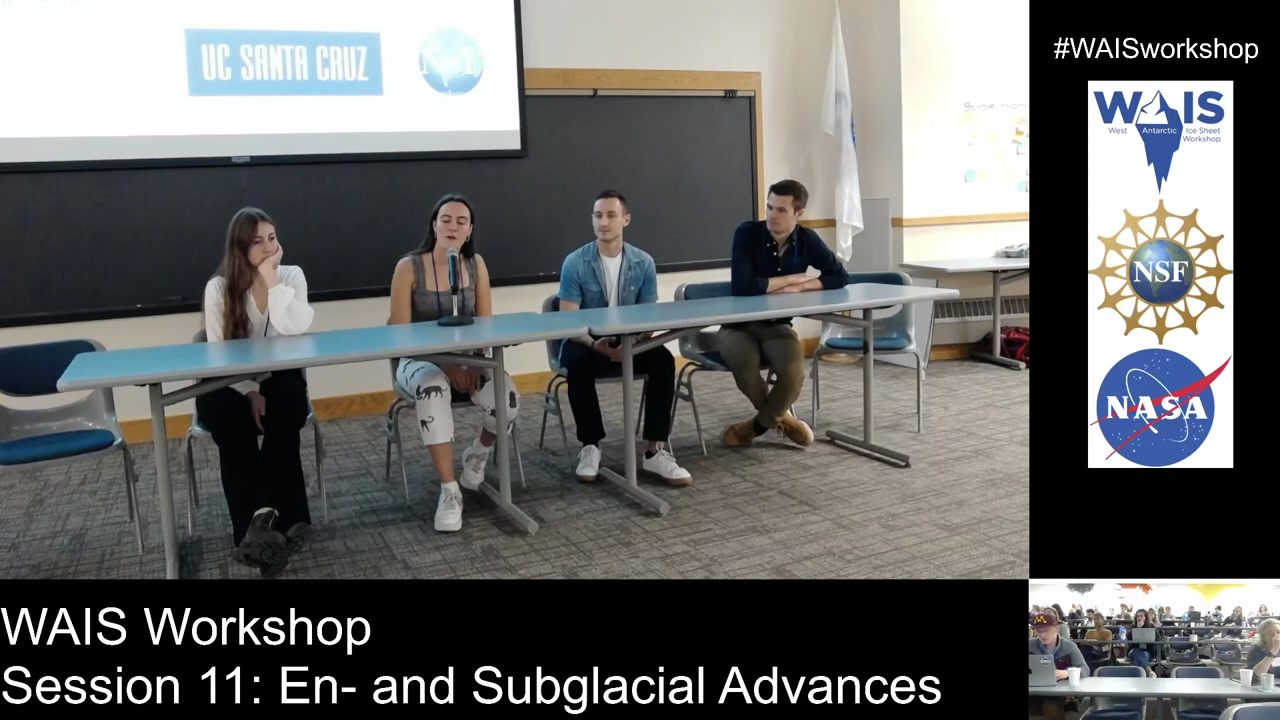 UC SANTA CRUZ
NSF
#WAISworkshop
WAIS
West Antarctic Ice Sheet
Workshop
NSF
NASA
WAIS Workshop
Session 11: En- and Subglacial Advances